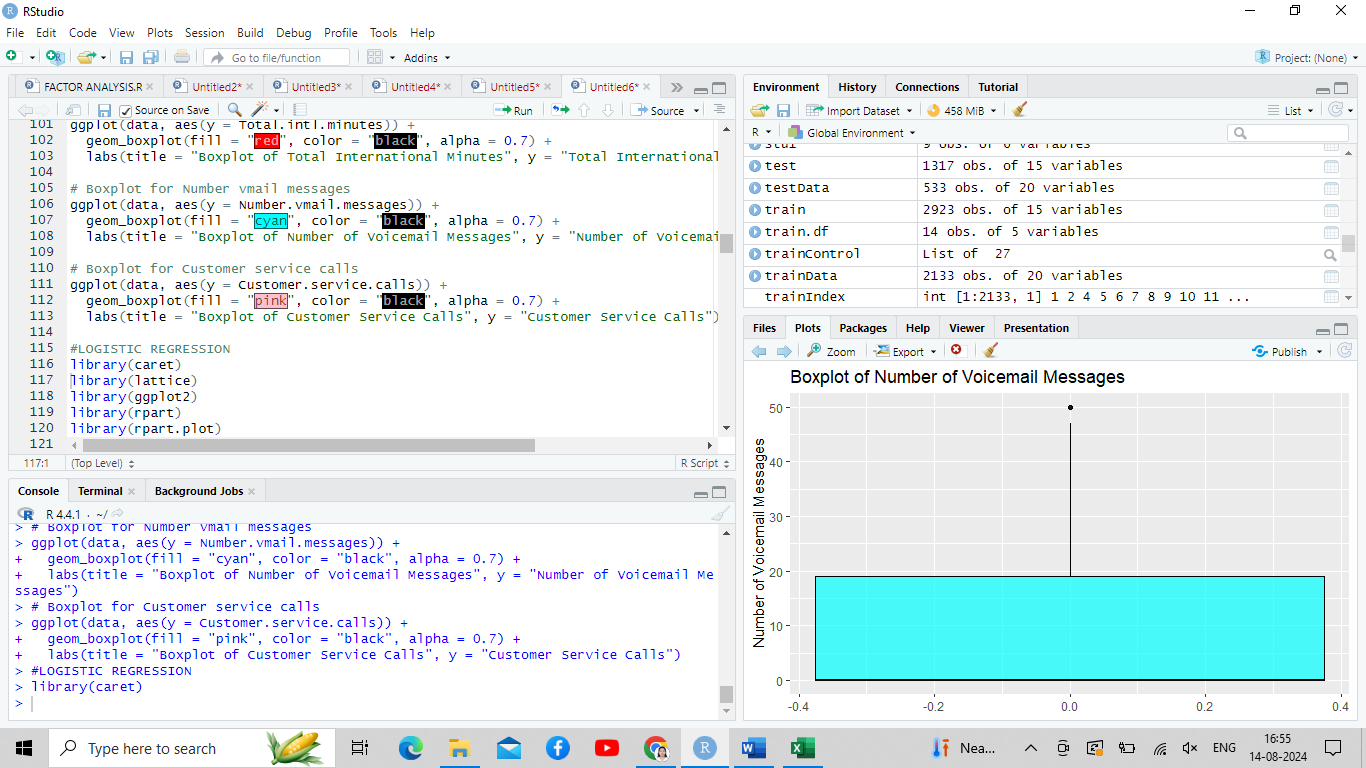 RStudio
File Edit Code View Plots Session Build Debug Profile Tools Help
Go to file/function Addins Project: (None)
FACTOR ANALYSIS.R Untitled2* Untitled3* Untitled4* Untitled5* Untitled6*
Source on Save Run Source
101 ggplot(data, aes(y = Total.intl.minutes)) +
102 geom_boxplot(fill = "red", color = "black", alpha = 0.7) +
103 labs(title = "Boxplot of Total International Minutes", y = "Total International
104
105 # Boxplot for Number vmail messages
106 ggplot(data, aes(y = Number.vmail.messages)) +
107 geom_boxplot(fill = "cyan", color = "black", alpha = 0.7) +
108 labs(title = "Boxplot of Number of Voicemail Messages", y = "Number of Voicemai
109
110 # Boxplot for Customer service calls
111 ggplot(data, aes(y = Customer.service.calls)) +
112 geom_boxplot(fill = "pink", color = "black", alpha = 0.7) +
113 labs(title = "Boxplot of Customer Service Calls", y = "Customer Service Calls")
114
115 #LOGISTIC REGRESSION
116 library(caret)
117 library(lattice)
118 library(ggplot2)
119 library(rpart)
120 library(rpart.plot)
121
117:1 (Top Level) R Script
Console Terminal Background Jobs
R 4.4.1 · ~/
> # Boxplot for Number vmail messages
> ggplot(data, aes(y = Number.vmail.messages)) +
+ geom_boxplot(fill = "cyan", color = "black", alpha = 0.7) +
+ labs(title = "Boxplot of Number of Voicemail Messages", y = "Number of Voicemail Me
ssages")
> # Boxplot for Customer service calls
> ggplot(data, aes(y = Customer.service.calls)) +
+ geom_boxplot(fill = "pink", color = "black", alpha = 0.7) +
+ labs(title = "Boxplot of Customer Service Calls", y = "Customer Service Calls")
> #LOGISTIC REGRESSION
> library(caret)
>
Environment History Connections Tutorial
Import Dataset 458 MiB List
R Global Environment
stui 9 obs. of 6 variables
test 1317 obs. of 15 variables
testData 533 obs. of 20 variables
train 2923 obs. of 15 variables
train.df 14 obs. of 5 variables
trainControl List of 27
trainData 2133 obs. of 20 variables
trainIndex int [1:2133, 1] 1 2 4 5 6 7 8 9 10 11 ...
Files Plots Packages Help Viewer Presentation
Zoom Export Publish
Boxplot of Number of Voicemail Messages
Number of Voicemail Messages
50
40
30
20
10
0
-0.4 -0.2 0.0 0.2 0.4
Type here to search
Nea... ENG 16:55
14-08-2024